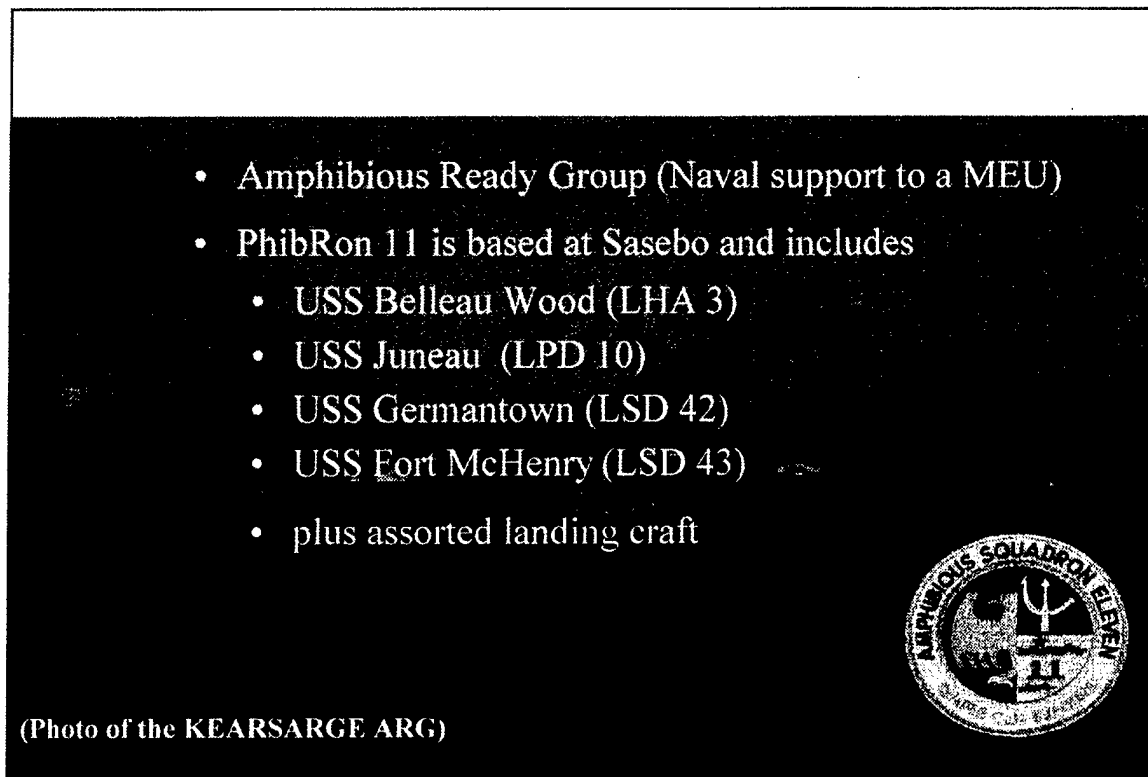 • Amphibious Ready Group (Naval support to a MEU)
• PhibRon 11 is based at Sasebo and includes
• USS Belleau Wood (LHA 3)
• USS Juneau (LPD 10)
• USS Germantown (LSD 42)
• USS Fort McHenry (LSD 43)
• plus assorted landing craft
AMPHIBIOUS SQUADRON ELEVEN
11
(Photo of the KEARSARGE ARG)